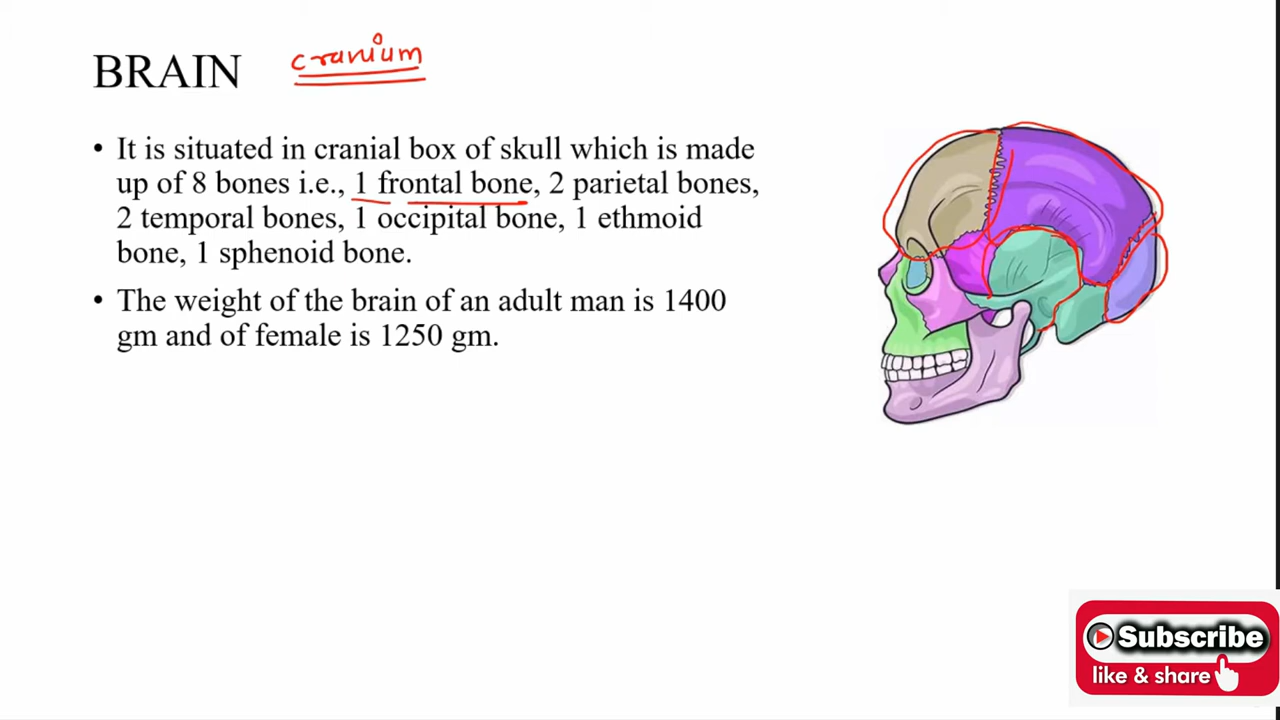 BRAIN cranium
• It is situated in cranial box of skull which is made
up of 8 bones i.e., 1 frontal bone, 2 parietal bones,
2 temporal bones, 1 occipital bone, 1 ethmoid
bone, 1 sphenoid bone.
• The weight of the brain of an adult man is 1400
gm and of female is 1250 gm.
Subscribe
like & share